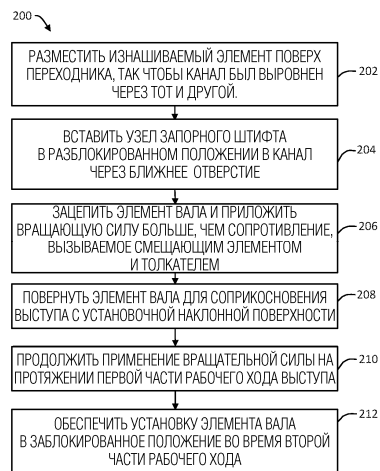 200
РАЗМЕСТИТЬ ИЗНАШИВАЕМЫЙ ЭЛЕМЕНТ ПОВЕРХ
ПЕРЕХОДНИКА, ТАК ЧТОБЫ КАНАЛ БЫЛ ВЫРОВНЕН
ЧЕРЕЗ ТОТ И ДРУГОЙ.
202
ВСТАВИТЬ УЗЕЛ ЗАПОРНОГО ШТИФТА
В РАЗБЛОКИРОВАННОМ ПОЛОЖЕНИИ В КАНАЛ
ЧЕРЕЗ БЛИЖНЕЕ ОТВЕРСТИЕ
204
ЗАЦЕПИТЬ ЭЛЕМЕНТ ВАЛА И ПРИЛОЖИТЬ
ВРАЩАЮЩУЮ СИЛУ БОЛЬШЕ, ЧЕМ СОПРОТИВЛЕНИЕ,
ВЫЗЫВАЕМОЕ СМЕЩАЮЩИМ ЭЛЕМЕНТОМ
И ТОЛКАТЕЛЕМ
206
ПОВЕРНУТЬ ЭЛЕМЕНТ ВАЛА ДЛЯ СОПРИКОСНОВЕНИЯ
ВЫСТУПА С УСТАНОВОЧНОЙ НАКЛОННОЙ ПОВЕРХНОСТИ
208
ПРОДОЛЖИТЬ ПРИМЕНЕНИЕ ВРАЩАТЕЛЬНОЙ СИЛЫ НА
ПРОТЯЖЕНИИ ПЕРВОЙ ЧАСТИ РАБОЧЕГО ХОДА ВЫСТУПА
210
ОБЕСПЕЧИТЬ УСТАНОВКУ ЭЛЕМЕНТА ВАЛА
В ЗАБЛОКИРОВАННОЕ ПОЛОЖЕНИЕ ВО ВРЕМЯ ВТОРОЙ
ЧАСТИ РАБОЧЕГО ХОДА
212